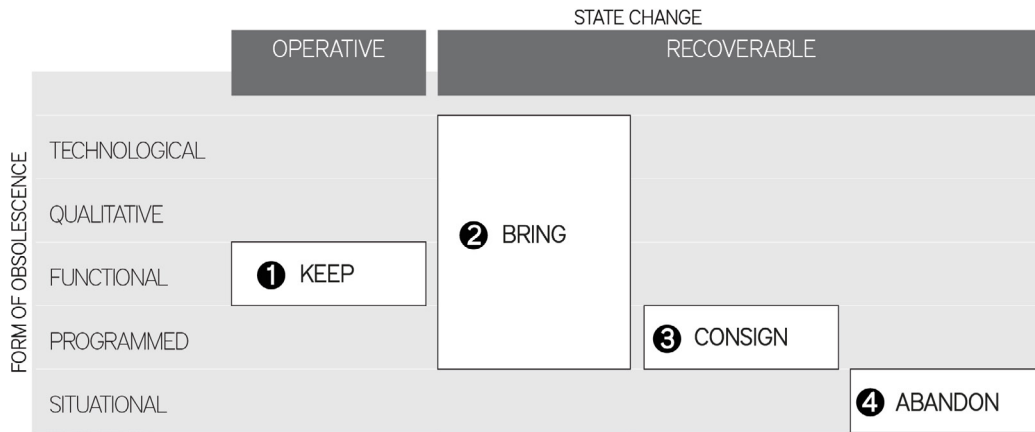 STATE CHANGE
OPERATIVE
RECOVERABLE
FORM OF OBSOLESCENCE
TECHNOLOGICAL
QUALITATIVE
2 BRING
FUNCTIONAL
1 KEEP
PROGRAMMED
3 CONSIGN
SITUATIONAL
4 ABANDON